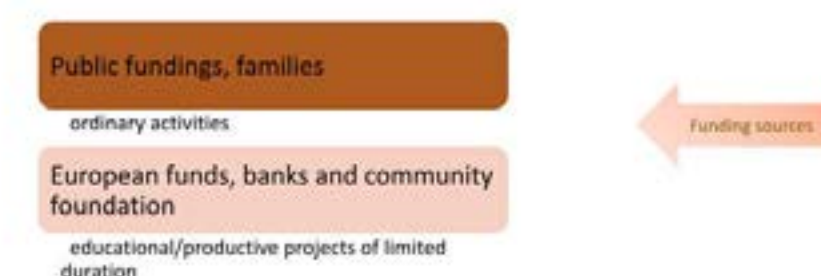 Public fundings, families
ordinary activities
European funds, banks and community
foundation
educational/productive projects of limited
duration
Funding sources